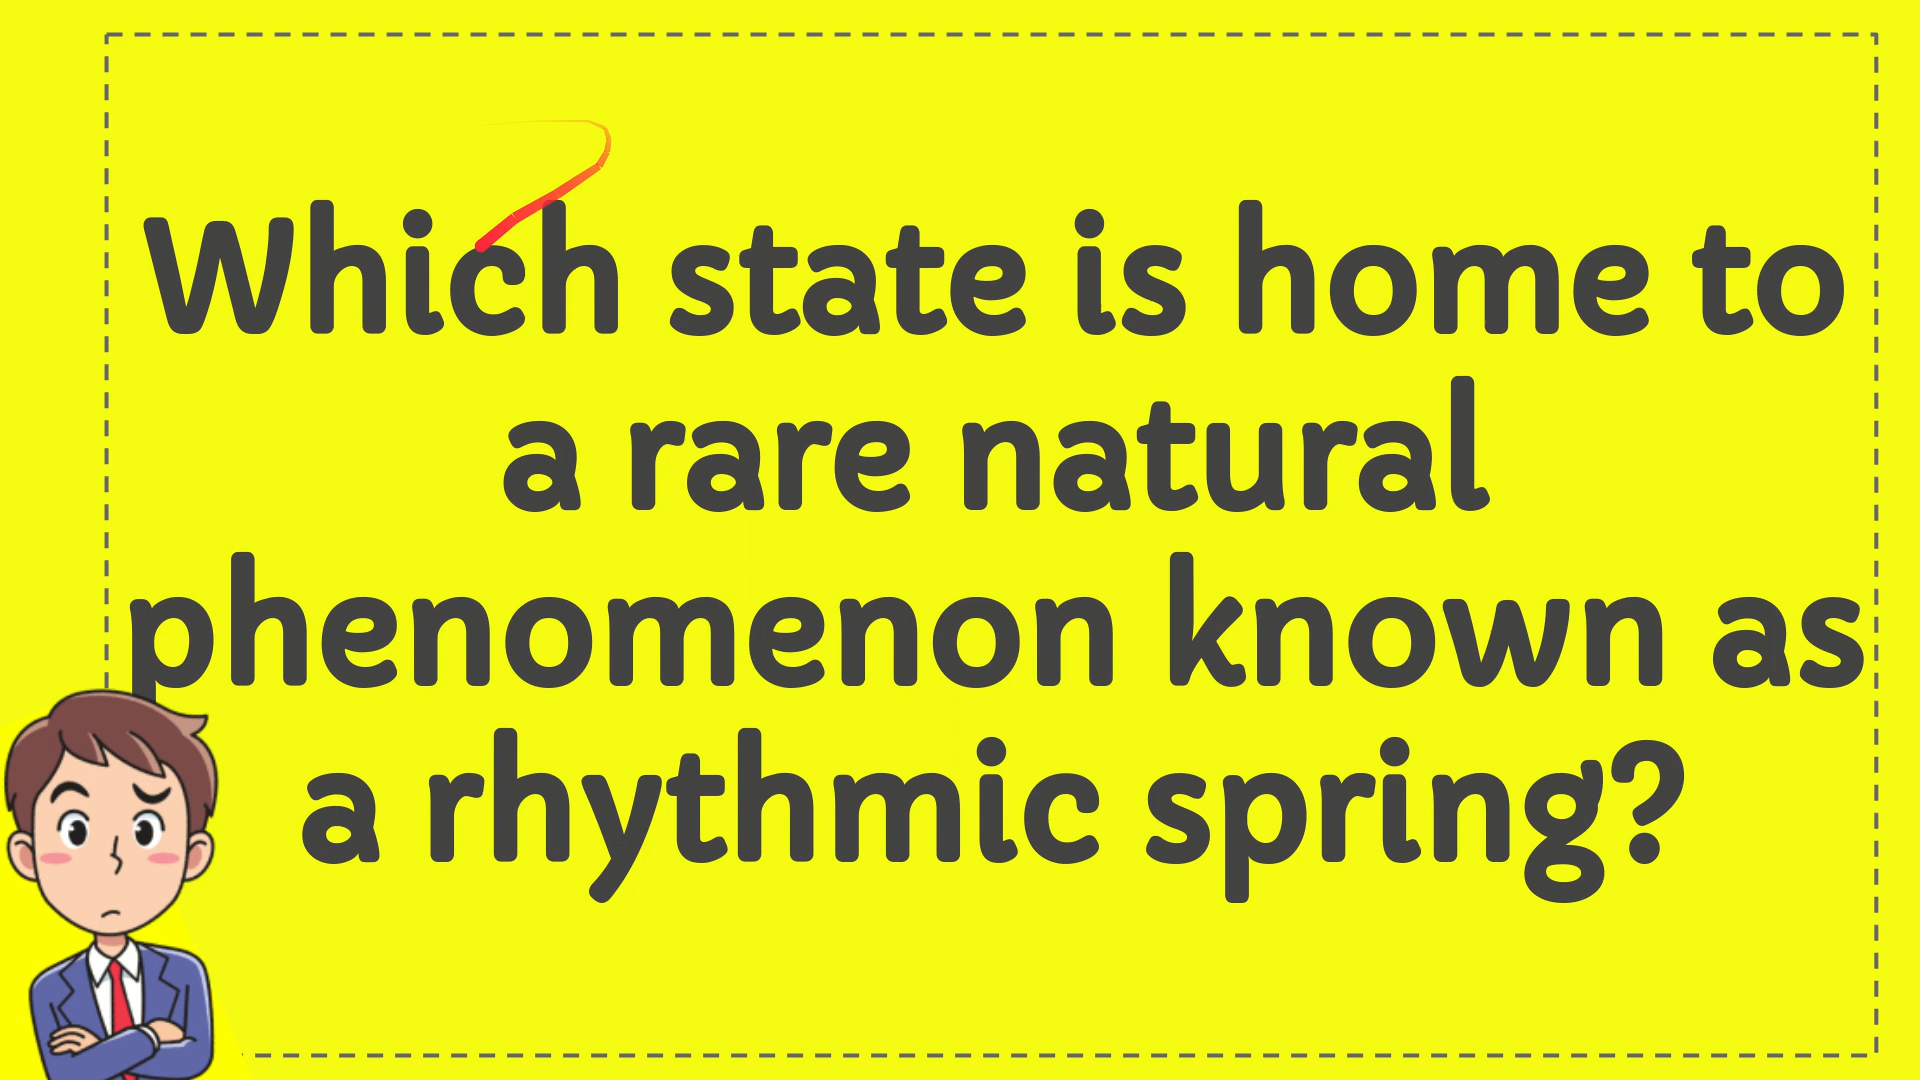 Which state is home to
a rare natural
phenomenon known as
a rhythmic spring?